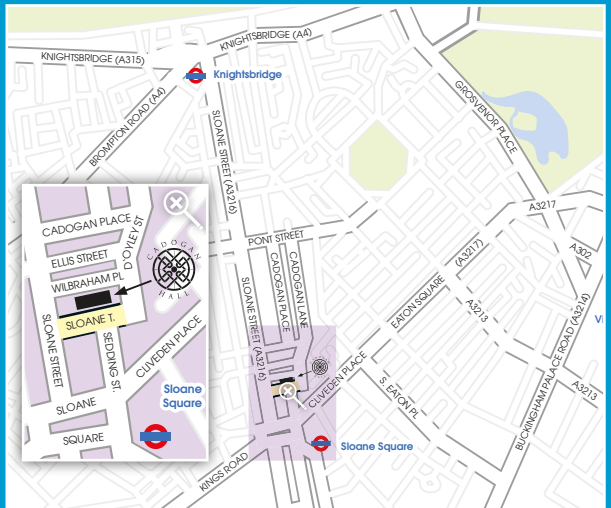 KNIGHTSBRIDGE (A4)
KNIGHTSBRIDGE (A315)
Knightsbridge
BROMPTON ROAD (A4)
SLOANE STREET (A3216)
GROSVENOR PLACE
A3217
A302
PONT STREET
(A3217)
EATON SQUARE
A3213
BUCKINGHAM PALACE ROAD (A3214)
Vi
A3213
CADOGAN PLACE
CADOGAN LANE
SLOANE STREET (A3216)
CLIVEDEN PLACE
S. EATON PL
Sloane Square
KINGS ROAD
CADOGAN PLACE
D'OYLEY ST
ELLIS STREET
WILBRAHAM PL
CADOGAN
HALL
SLOANE T.
SLOANE STREET
SEDDING ST.
CLIVEDEN PLACE
Sloane
Square
SLOANE
SQUARE